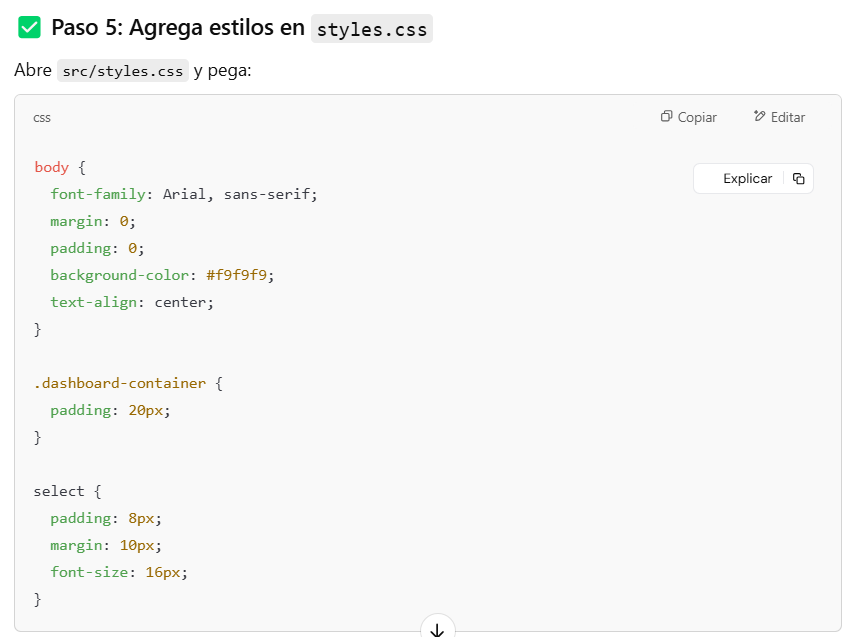 ✅ Paso 5: Agrega estilos en styles.css
Abre src/styles.css y pega:
css
Copiar
Editar
Explicar
body {
  font-family: Arial, sans-serif;
  margin: 0;
  padding: 0;
  background-color: #f9f9f9;
  text-align: center;
}

.dashboard-container {
  padding: 20px;
}

select {
  padding: 8px;
  margin: 10px;
  font-size: 16px;
}